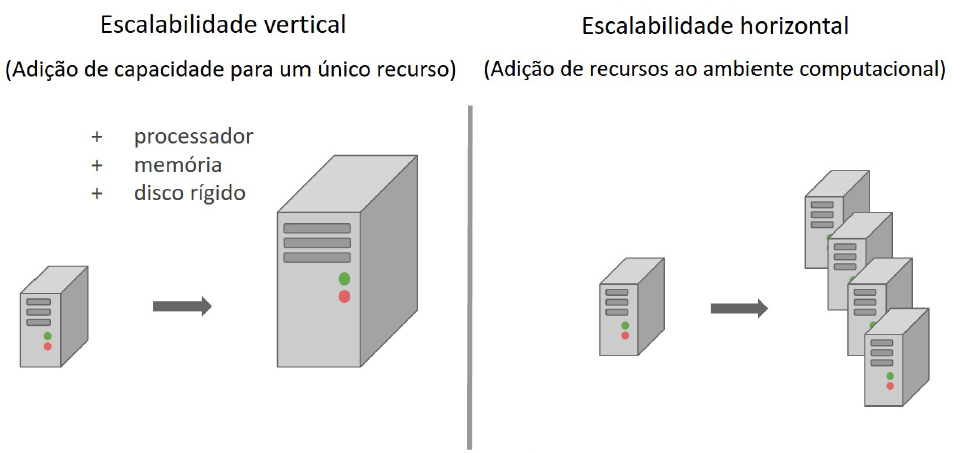 Escalabilidade vertical
(Adição de capacidade para um único recurso)
+ processador
+ memória
+ disco rígido
Escalabilidade horizontal
(Adição de recursos ao ambiente computacional)